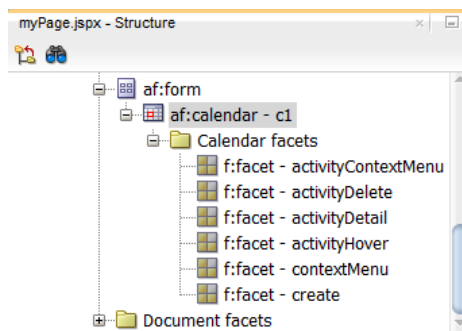 myPage.jspx - Structure
af:form
af:calendar - c1
Calendar facets
f:facet - activityContextMenu
f:facet - activityDelete
f:facet - activityDetail
f:facet - activityHover
f:facet - contextMenu
f:facet - create
Document facets